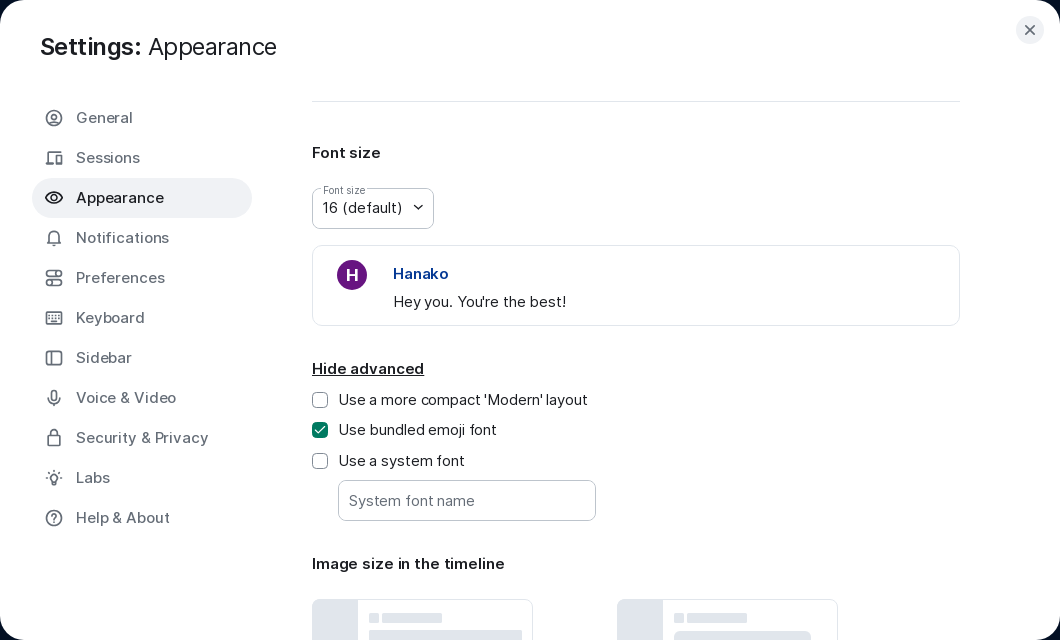 Settings: Appearance
General
Sessions
Appearance
Notifications
Preferences
Keyboard
Sidebar
Voice & Video
Security & Privacy
Labs
Help & About
Font size
Font size
16 (default)
H
Hanako
Hey you. You're the best!
Hide advanced
Use a more compact 'Modern' layout
Use bundled emoji font
Use a system font
System font name
Image size in the timeline